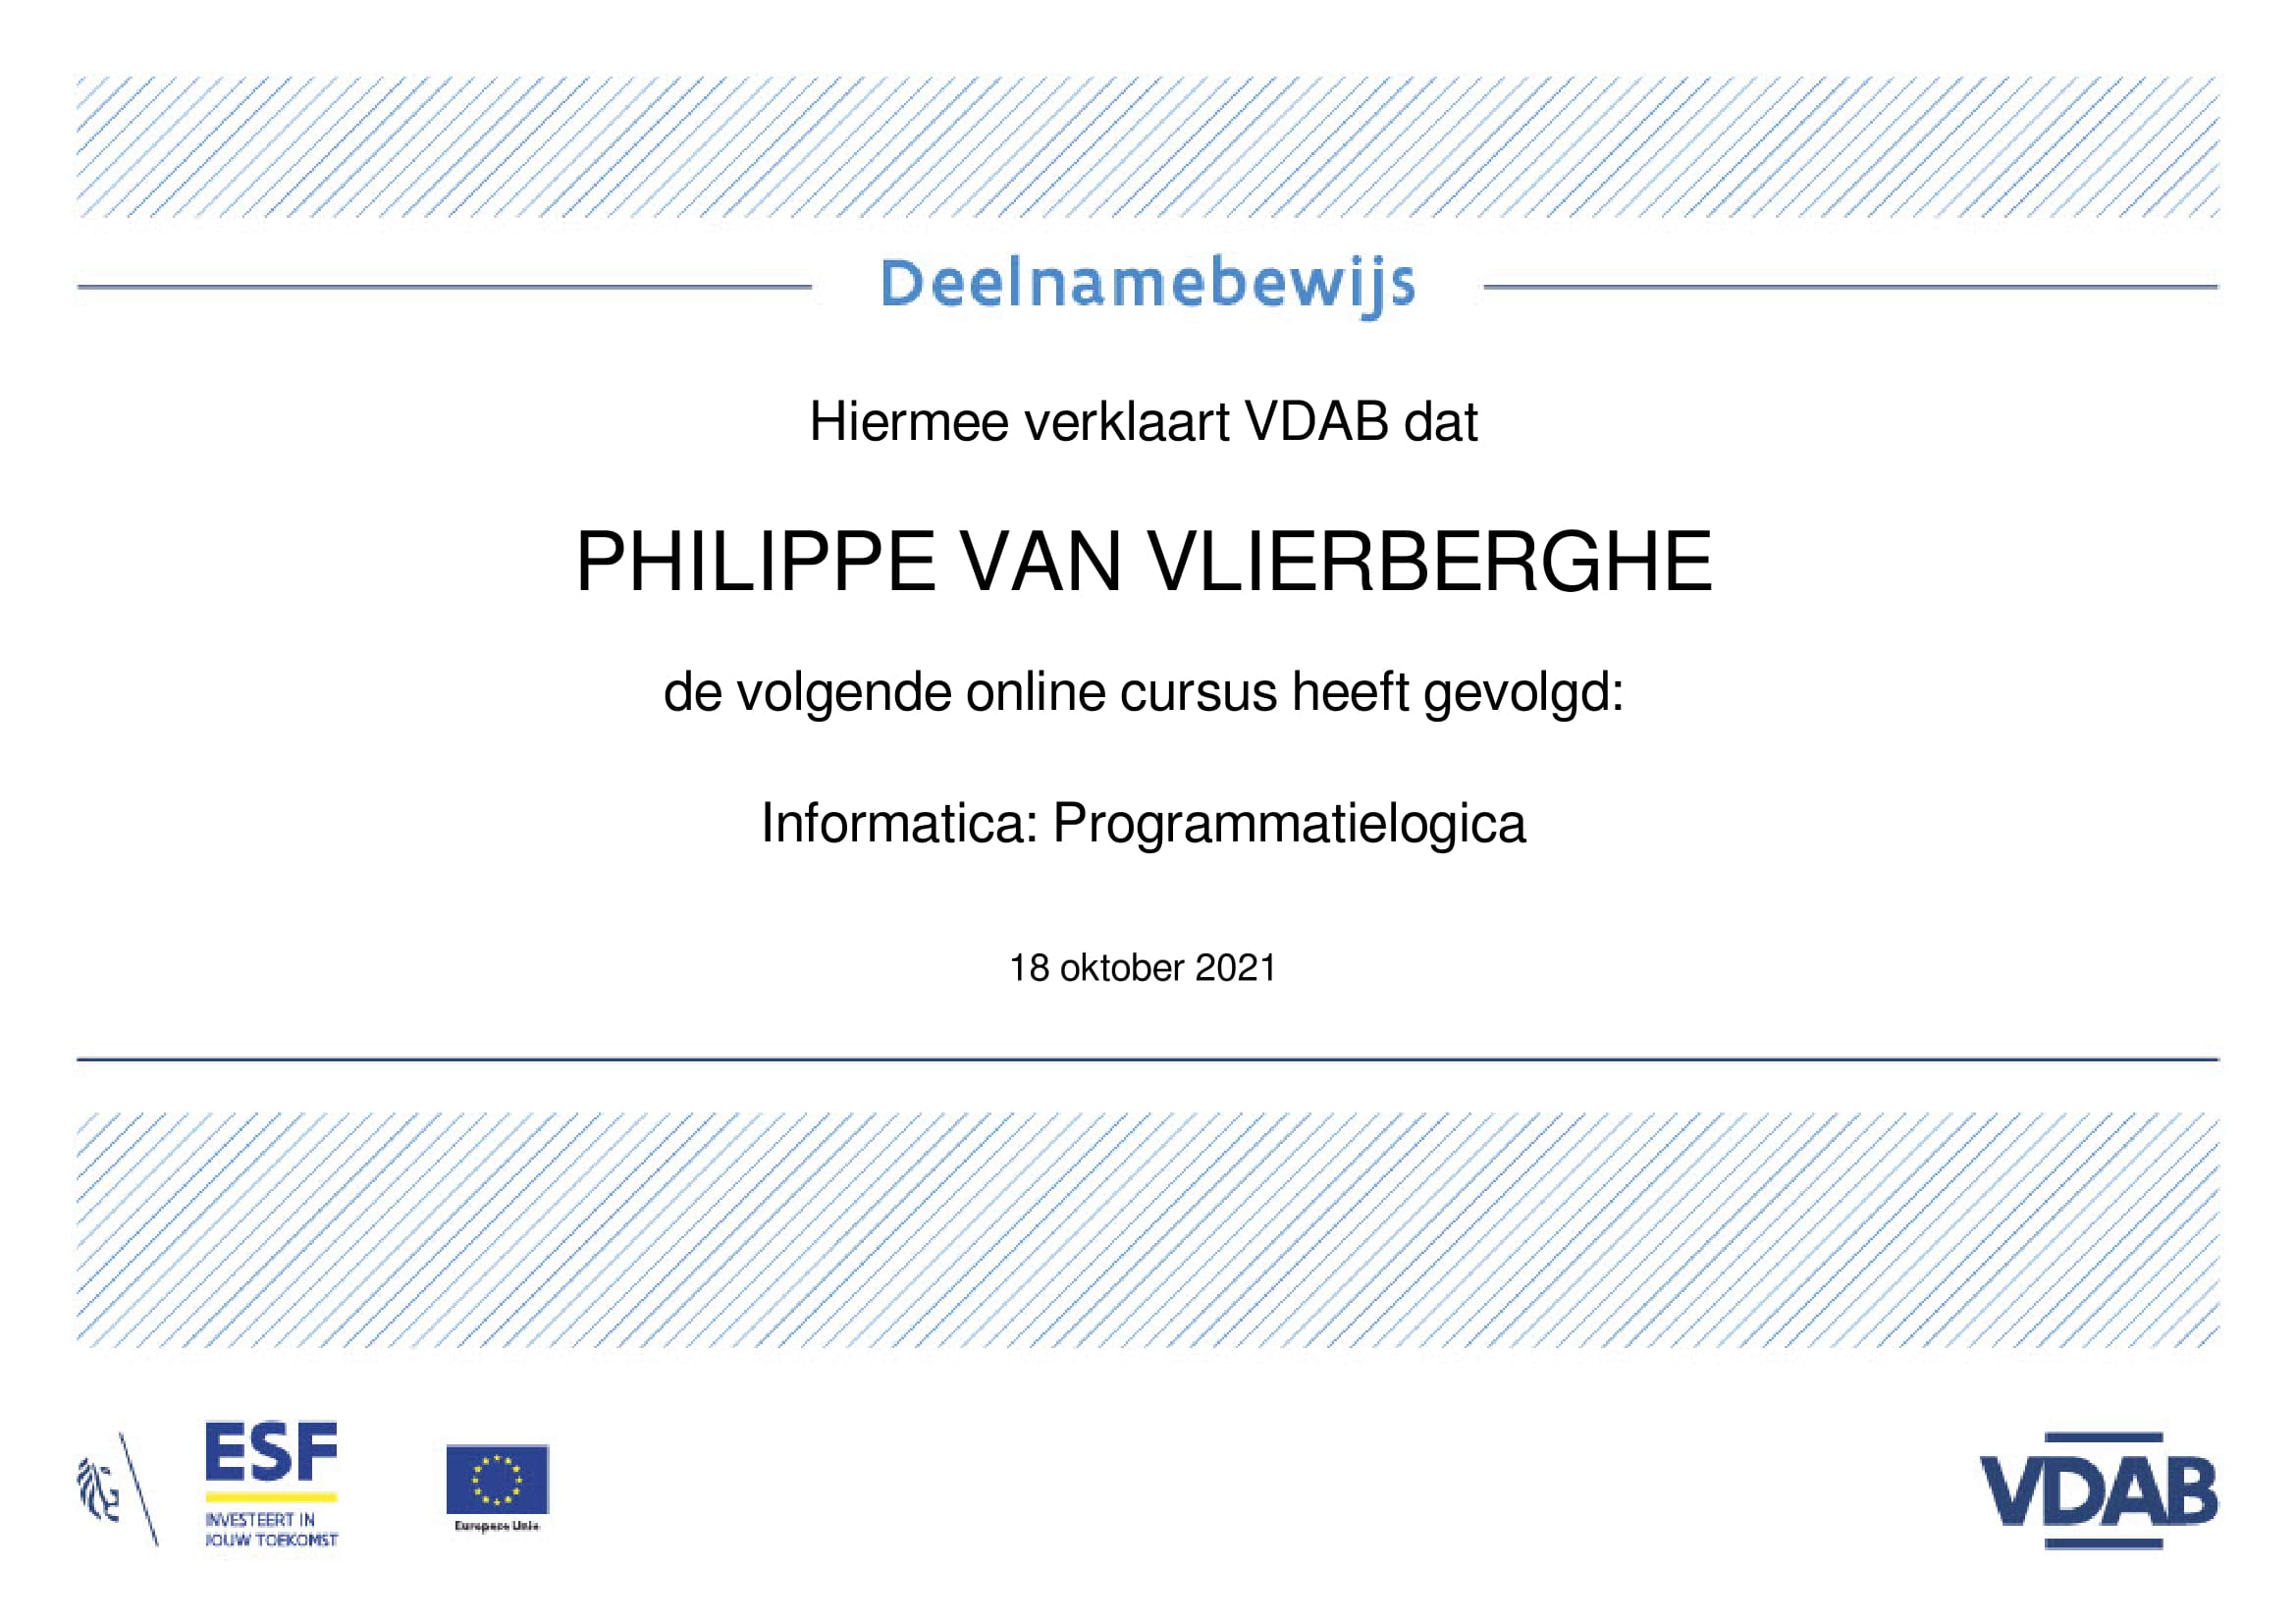 Deelnamebewijs
Hiermee verklaart VDAB dat
PHILIPPE VAN VLIERBERGHE
de volgende online cursus heeft gevolgd:
Informatica: Programmatielogica
18 oktober 2021
ESF
INVESTEERT IN
JOUW TOEKOMST
Europese Unie
VDAB